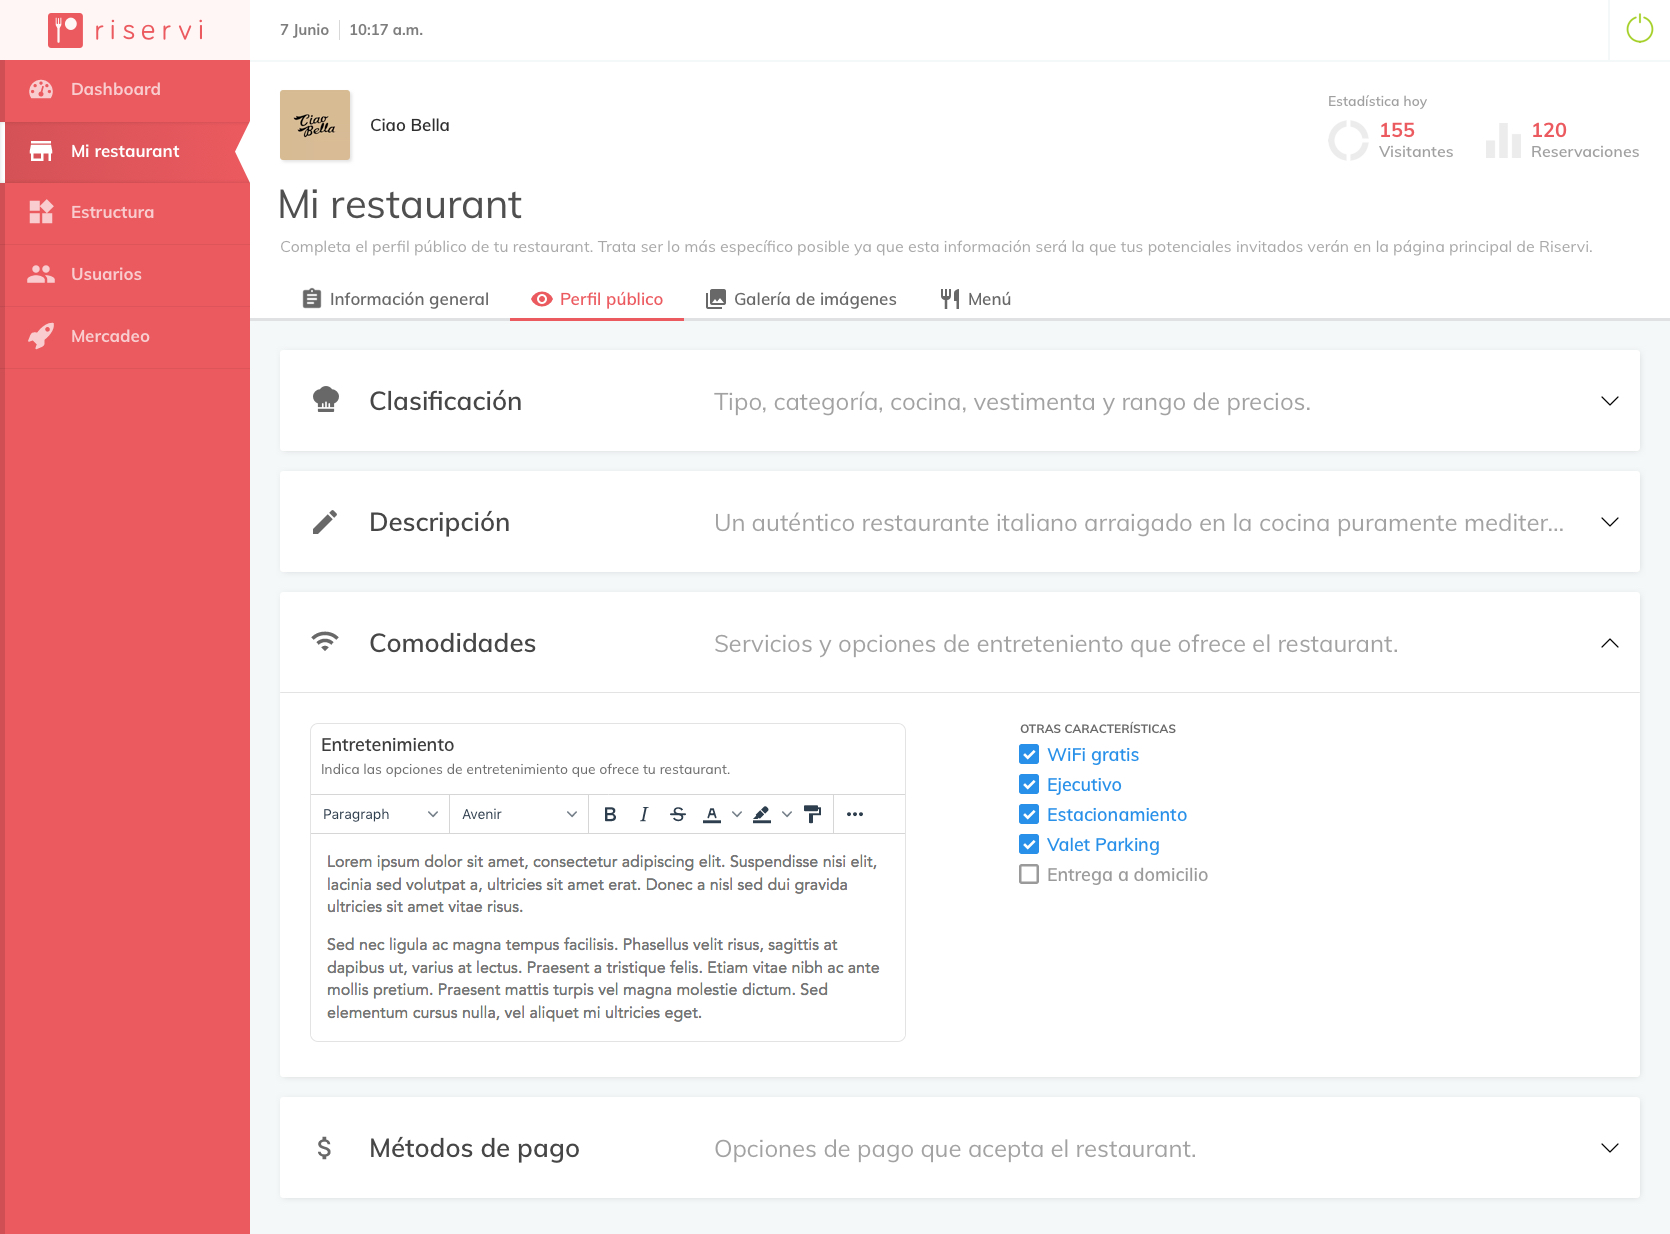 riservi
7 Junio
10:17 a.m.
Dashboard
Mi restaurant
Estructura
Usuarios
Mercadeo
Ciao Bella
Ciao Bella
Estadística hoy
155
Visitantes
120
Reservaciones
Mi restaurant
Completa el perfil público de tu restaurant. Trata ser lo más específico posible ya que esta información será la que tus potenciales invitados verán en la página principal de Riservi.
Información general
Perfil público
Galería de imágenes
Menú
Clasificación
Tipo, categoría, cocina, vestimenta y rango de precios.
Descripción
Un auténtico restaurante italiano arraigado en la cocina puramente mediter...
Comodidades
Servicios y opciones de entreteniento que ofrece el restaurant.
Entretenimiento
Indica las opciones de entretenimiento que ofrece tu restaurant.
Paragraph
Avenir
B I S A
Lorem ipsum dolor sit amet, consectetur adipiscing elit. Suspendisse nisi elit,
lacinia sed volutpat a, ultricies sit amet erat. Donec a nisl sed dui gravida
ultricies sit amet vitae risus.
Sed nec ligula ac magna tempus facilisis. Phasellus velit risus, sagittis at
dapibus ut, varius at lectus. Praesent a tristique felis. Etiam vitae nibh ac ante
mollis pretium. Praesent mattis turpis vel magna molestie dictum. Sed
elementum cursus nulla, vel aliquet mi ultricies eget.
OTRAS CARACTERÍSTICAS
WiFi gratis
Ejecutivo
Estacionamiento
Valet Parking
Entrega a domicilio
$
Métodos de pago
Opciones de pago que acepta el restaurant.